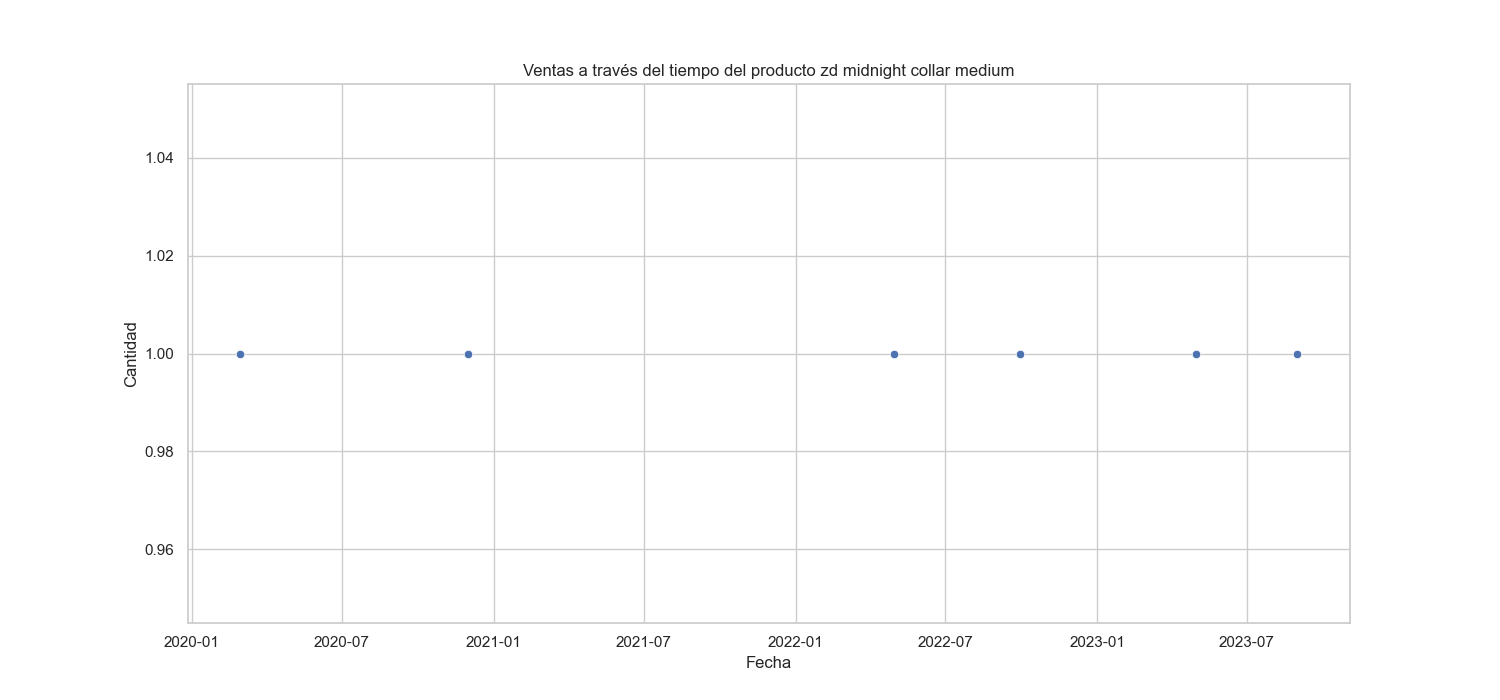 Ventas a través del tiempo del producto zd midnight collar medium
1.04
1.02
1.00
0.98
0.96
Cantidad
2020-01 2020-07 2021-01 2021-07 2022-01 2022-07 2023-01 2023-07
Fecha